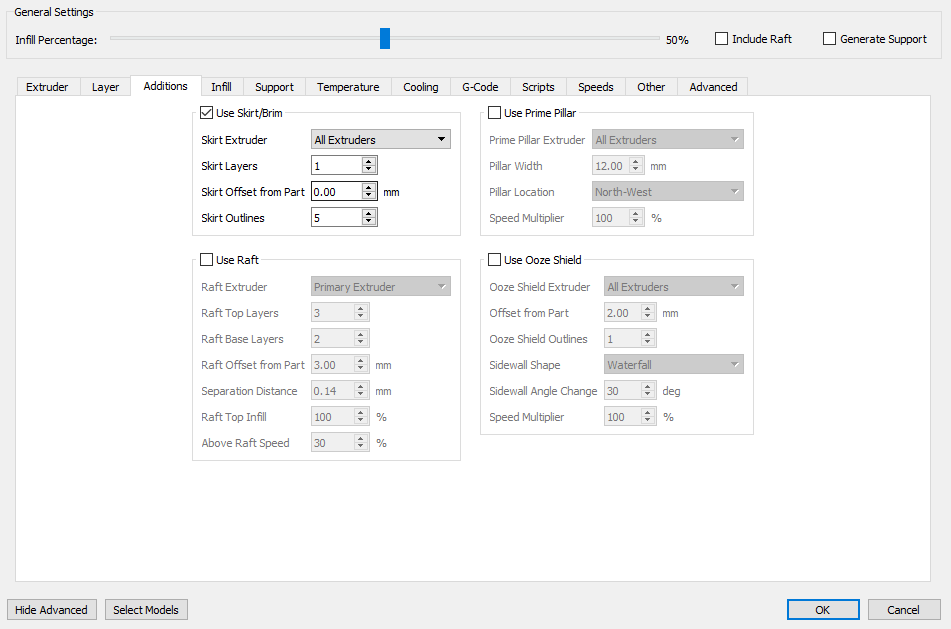 General Settings
Infill Percentage: 50% Include Raft Generate Support
Extruder Layer Additions Infill Support Temperature Cooling G-Code Scripts Speeds Other Advanced
Use Skirt/Brim
Skirt Extruder All Extruders
Skirt Layers 1
Skirt Offset from Part 0.00 mm
Skirt Outlines 5
Use Prime Pillar
Prime Pillar Extruder All Extruders
Pillar Width 12.00 mm
Pillar Location North-West
Speed Multiplier 100 %
Use Raft
Raft Extruder Primary Extruder
Raft Top Layers 3
Raft Base Layers 2
Raft Offset from Part 3.00 mm
Separation Distance 0.14 mm
Raft Top Infill 100 %
Above Raft Speed 30 %
Use Ooze Shield
Ooze Shield Extruder All Extruders
Offset from Part 2.00 mm
Ooze Shield Outlines 1
Sidewall Shape Waterfall
Sidewall Angle Change 30 deg
Speed Multiplier 100 %
Hide Advanced Select Models OK Cancel